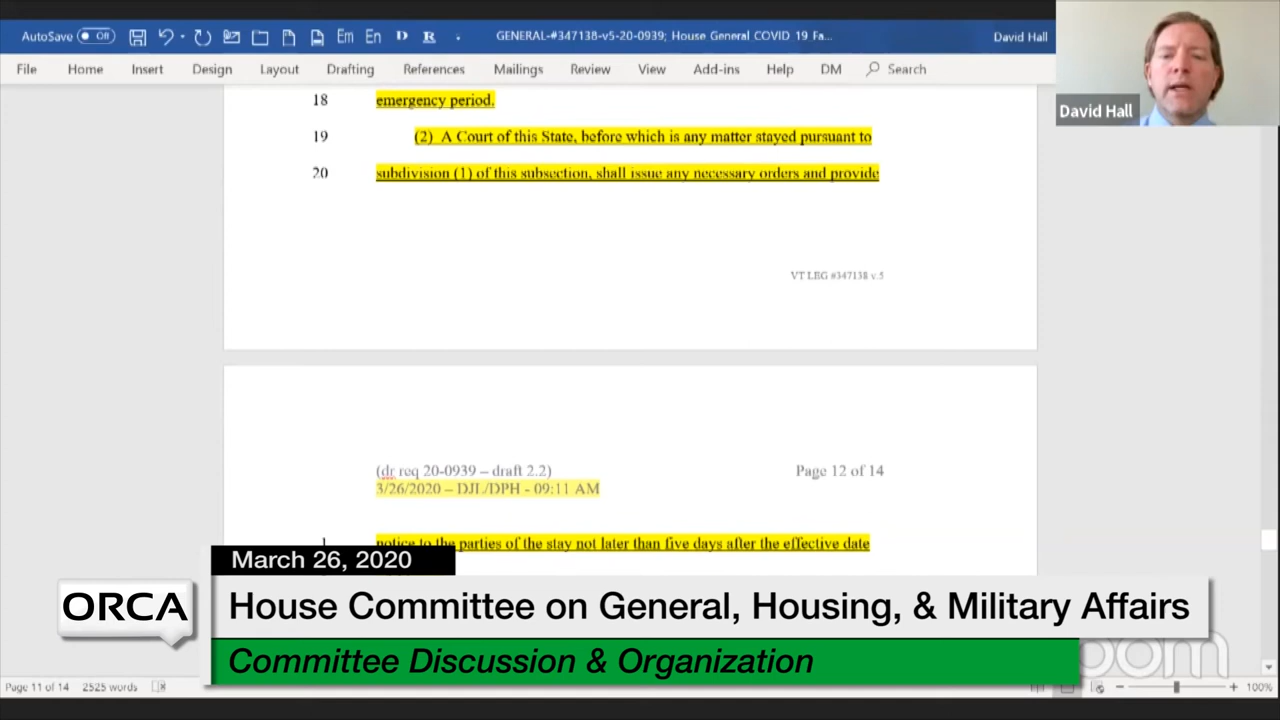 AutoSave Off Em En D R GENERAL-#347138-v5-20-0939; House General COVID 19 Fa... David Hall
File Home Insert Design Layout Drafting References Mailings Review View Add-ins Help DM Search
David Hall
18 emergency period.
19 (2) A Court of this State, before which is any matter stayed pursuant to
20 subdivision (1) of this subsection, shall issue any necessary orders and provide
VT LEG #347138 v.5
(dr req 20-0939 – draft 2.2) Page 12 of 14
3/26/2020 – DJL/DPH - 09:11 AM
1 notice to the parties of the stay not later than five days after the effective date
March 26, 2020
ORCA
House Committee on General, Housing, & Military Affairs
Committee Discussion & Organization
Page 11 of 14 2525 words 100%